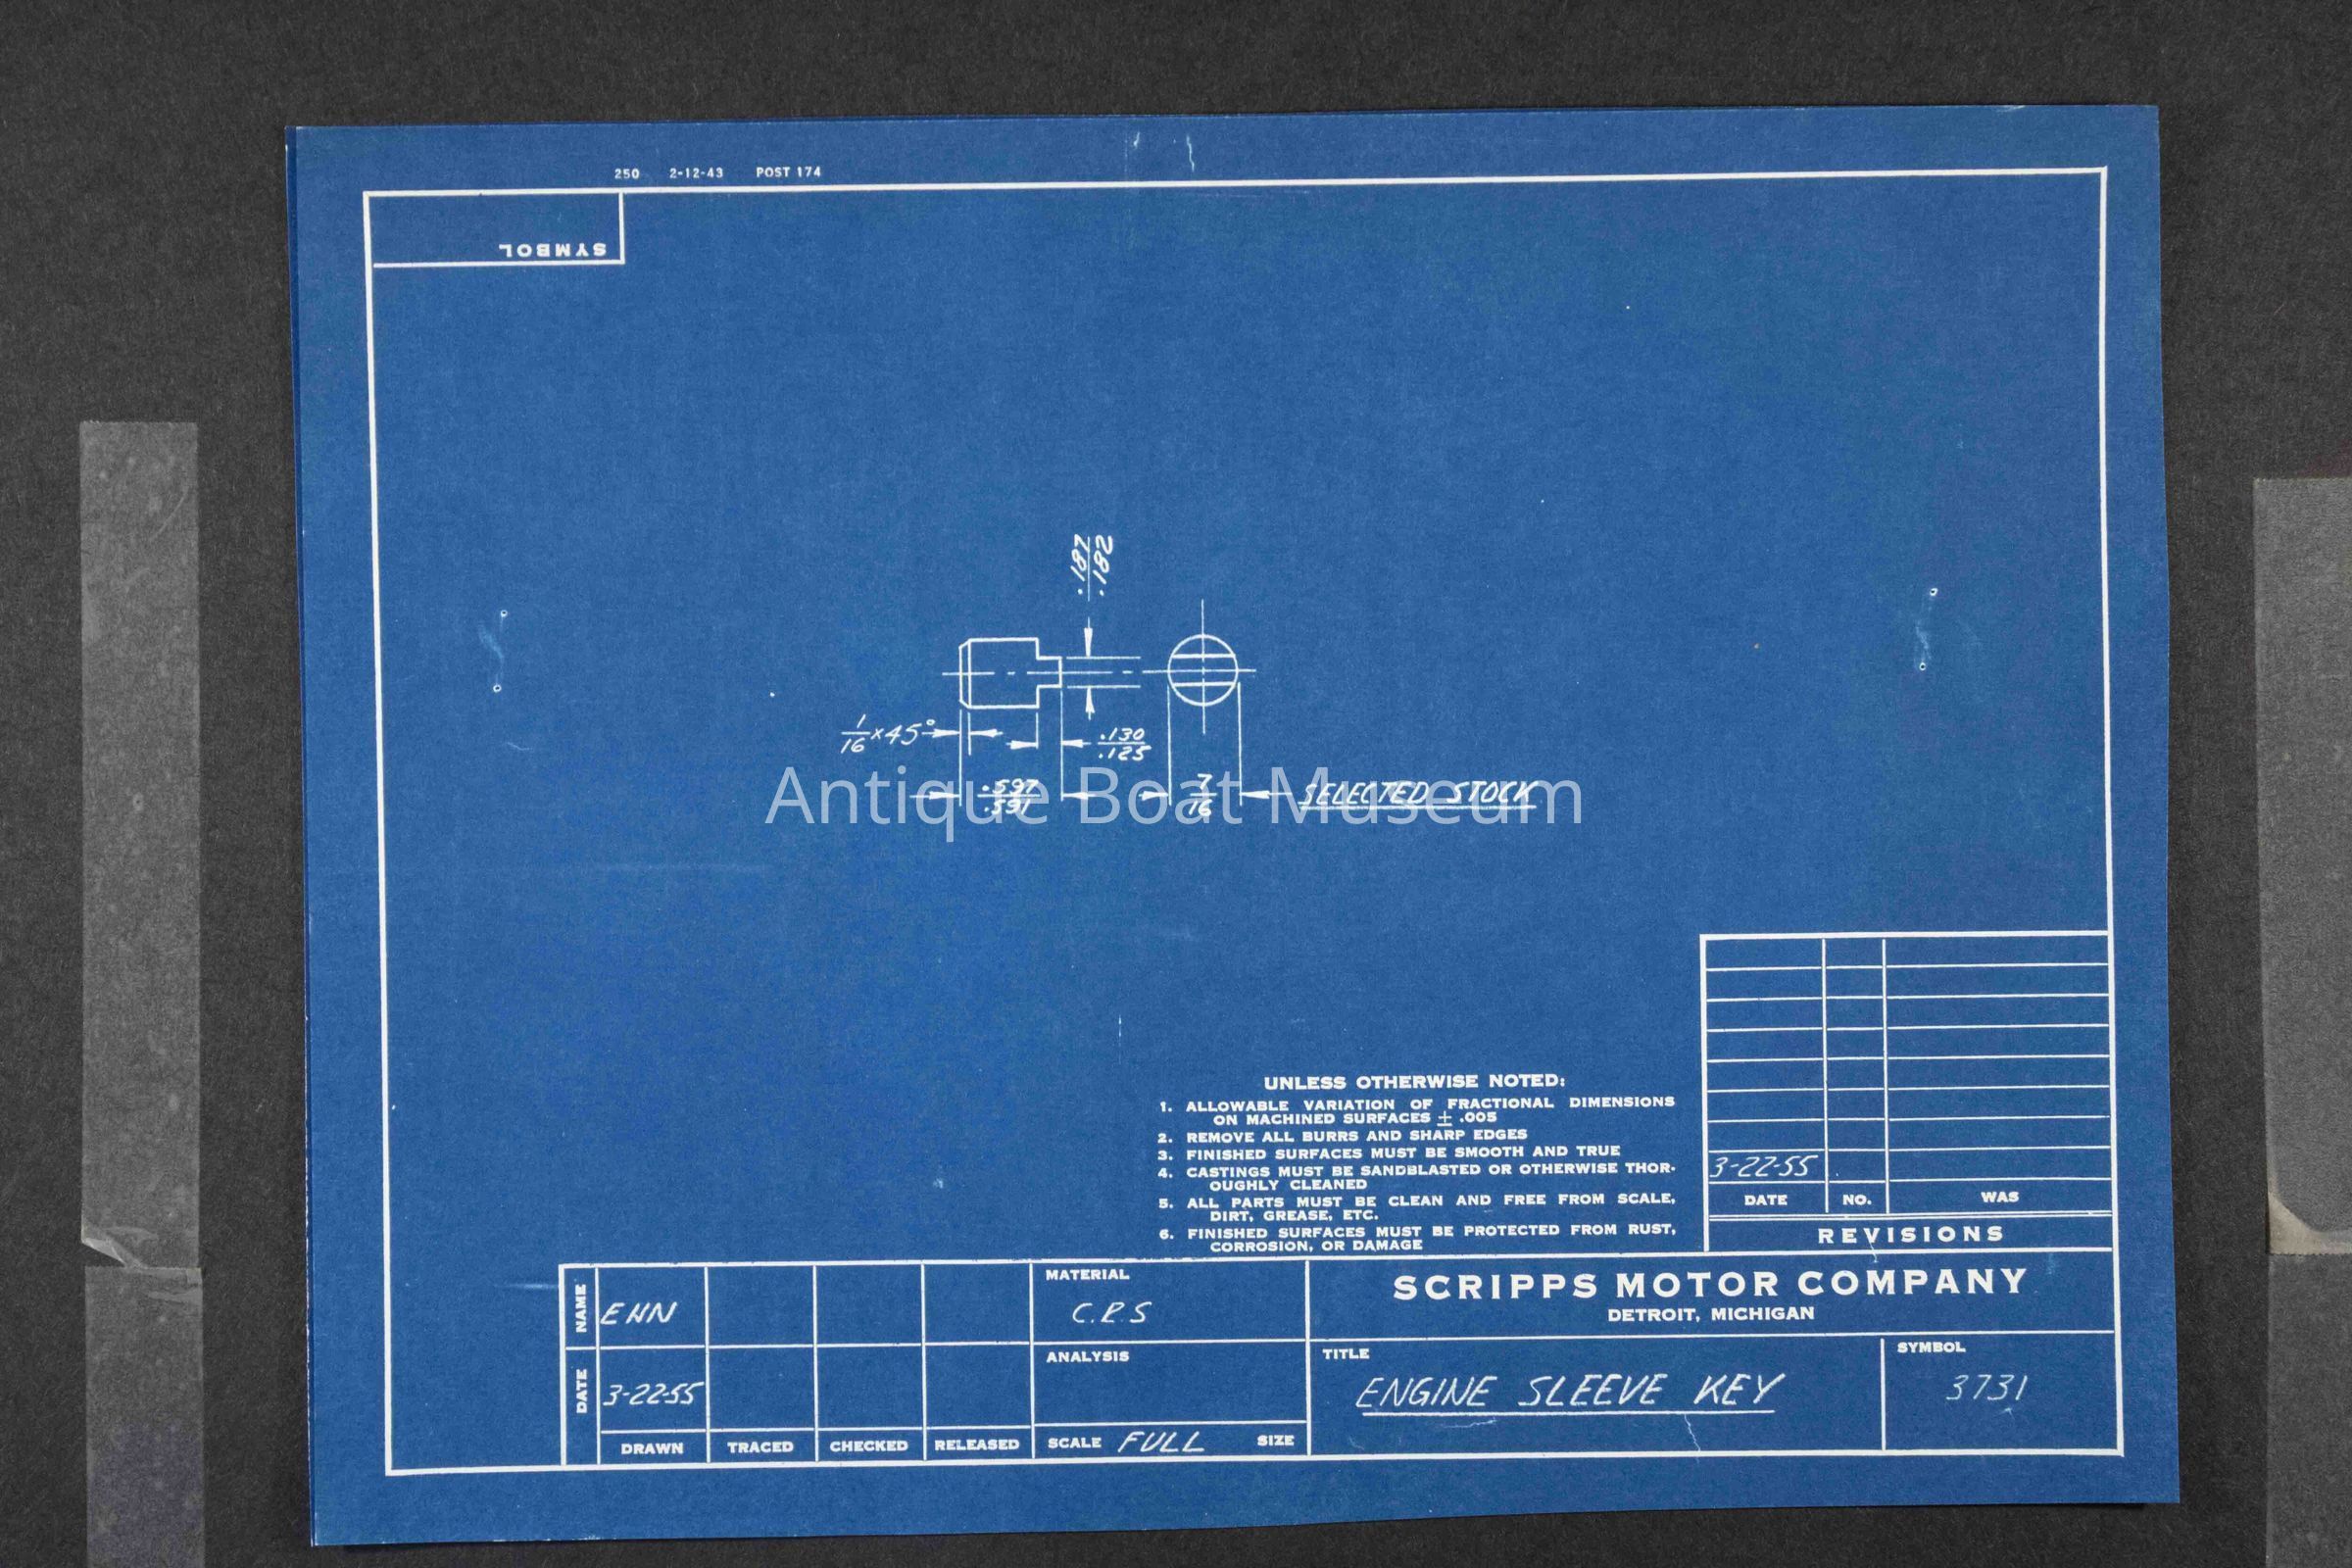 250 2-12-43 POST 174
SYMBOL
.187
.182
1/16 x 45°
.130
.125
.597
.591
7/16
SELECTED STOCK
Antique Boat Museum
UNLESS OTHERWISE NOTED:
1. ALLOWABLE VARIATION OF FRACTIONAL DIMENSIONS
ON MACHINED SURFACES ± .005
2. REMOVE ALL BURRS AND SHARP EDGES
3. FINISHED SURFACES MUST BE SMOOTH AND TRUE
4. CASTINGS MUST BE SANDBLASTED OR OTHERWISE THOR-
OUGHLY CLEANED
5. ALL PARTS MUST BE CLEAN AND FREE FROM SCALE,
DIRT, GREASE, ETC.
6. FINISHED SURFACES MUST BE PROTECTED FROM RUST,
CORROSION, OR DAMAGE
3-22-55
DATE NO. WAS
REVISIONS
NAME EHN
DATE 3-22-55
DRAWN TRACED CHECKED RELEASED
MATERIAL
C.R.S
ANALYSIS
SCALE FULL SIZE
SCRIPPS MOTOR COMPANY
DETROIT, MICHIGAN
TITLE
ENGINE SLEEVE KEY
SYMBOL
3731